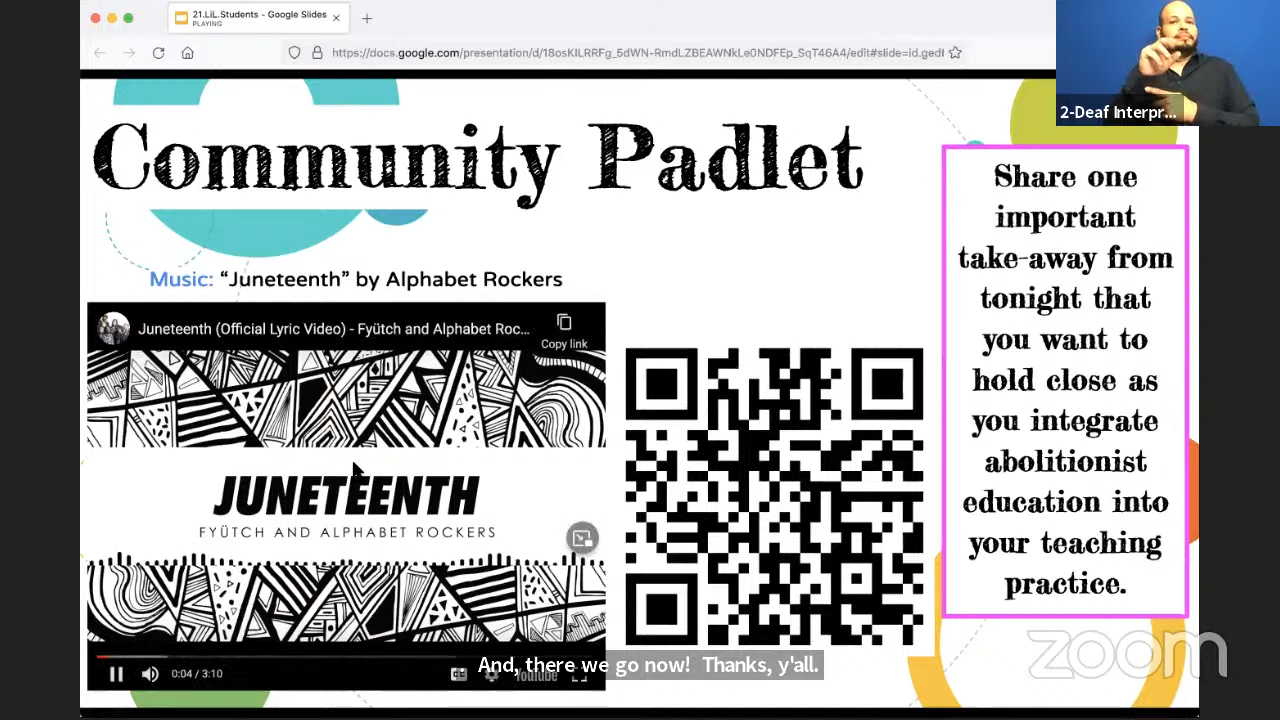 21.LiL.Students - Google Slides
PLAYING
https://docs.google.com/presentation/d/18osKILRRFg_5dWN-RmdLZBEAWNkLe0NDFEp_SqT46A4/edit#slide=id.gedf
2-Deaf Interpr...
Community Padlet
Music: “Juneteenth” by Alphabet Rockers
Juneteenth (Official Lyric Video) - Fyütch and Alphabet Roc...
Copy link
JUNETEENTH
FYÜTCH AND ALPHABET ROCKERS
0:04 / 3:10
YouTube
Share one
important
take-away from
tonight that
you want to
hold close as
you integrate
abolitionist
education into
your teaching
practice.
And, there we go now! Thanks, y'all.
zoom